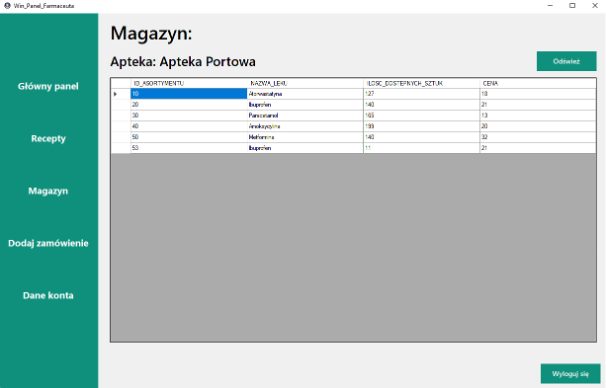 Win_Panel_Farmaceuta
Magazyn:
Apteka: Apteka Portowa
Odśwież
Główny panel
Recepty
Magazyn
Dodaj zamówienie
Dane konta
ID_ASORTYMENTU NAZWA_LEKU ILOSC_DOSTEPNYCH_SZTUK CENA
10 Atorwastatyna 127 18
20 Ibuprofen 140 21
30 Paracetamol 165 13
40 Amoksycylina 199 20
50 Metformina 140 32
53 Ibuprofen 11 21
Wyloguj się